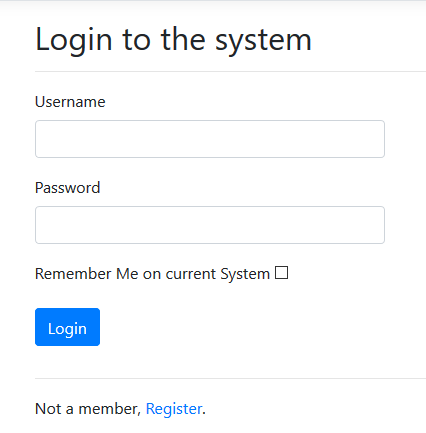 Login to the system
Username
Password
Remember Me on current System
Login
Not a member, Register.